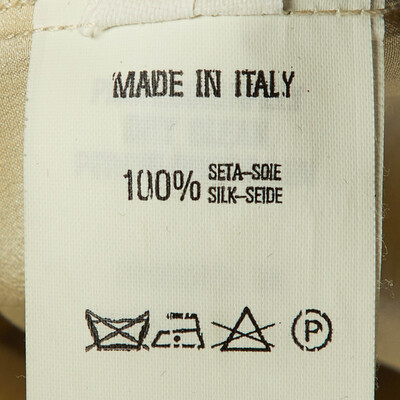 MADE IN ITALY
100% SETA-SOIE
SILK-SEIDE
P